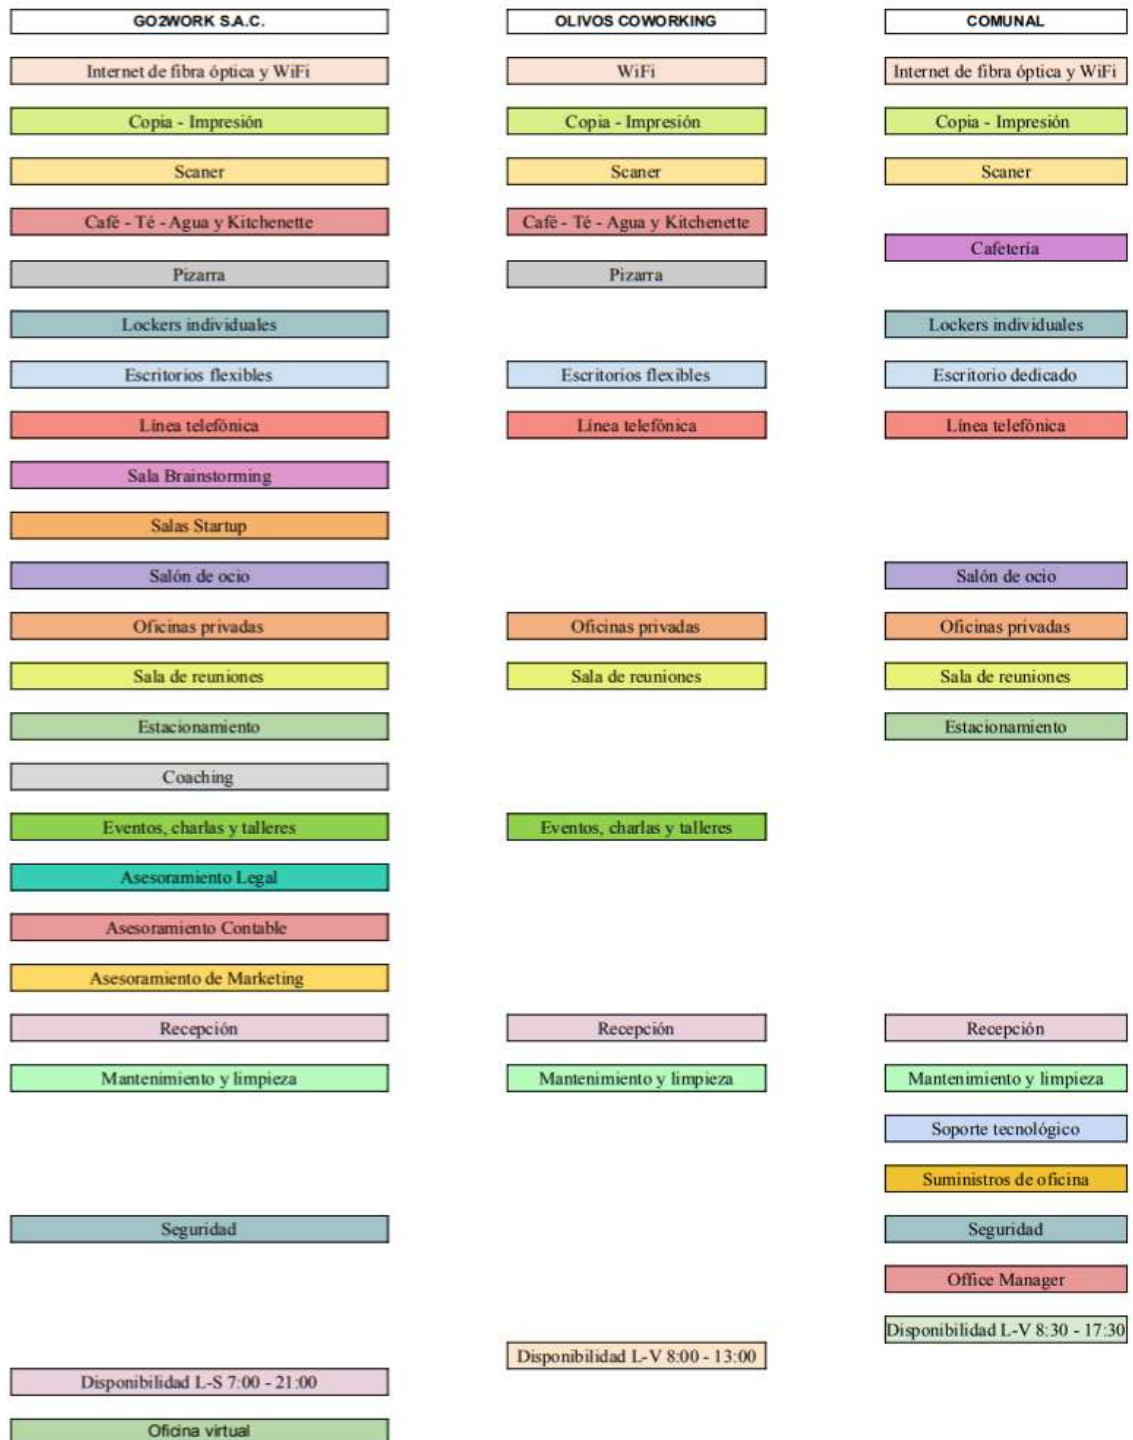 GO2WORK S.A.C.
OLIVOS COWORKING
COMUNAL
Internet de fibra óptica y WiFi
WiFi
Internet de fibra óptica y WiFi
Copia - Impresión
Copia - Impresión
Copia - Impresión
Scaner
Scaner
Scaner
Café - Té - Agua y Kitchenette
Café - Té - Agua y Kitchenette
Cafetería
Pizarra
Pizarra
Lockers individuales
Lockers individuales
Escritorios flexibles
Escritorios flexibles
Escritorio dedicado
Línea telefónica
Línea telefónica
Línea telefónica
Sala Brainstorming
Salas Startup
Salón de ocio
Salón de ocio
Oficinas privadas
Oficinas privadas
Oficinas privadas
Sala de reuniones
Sala de reuniones
Sala de reuniones
Estacionamiento
Estacionamiento
Coaching
Eventos, charlas y talleres
Eventos, charlas y talleres
Asesoramiento Legal
Asesoramiento Contable
Asesoramiento de Marketing
Recepción
Recepción
Recepción
Mantenimiento y limpieza
Mantenimiento y limpieza
Mantenimiento y limpieza
Soporte tecnológico
Suministros de oficina
Seguridad
Seguridad
Office Manager
Disponibilidad L-V 8:30 - 17:30
Disponibilidad L-V 8:00 - 13:00
Disponibilidad L-S 7:00 - 21:00
Oficina virtual